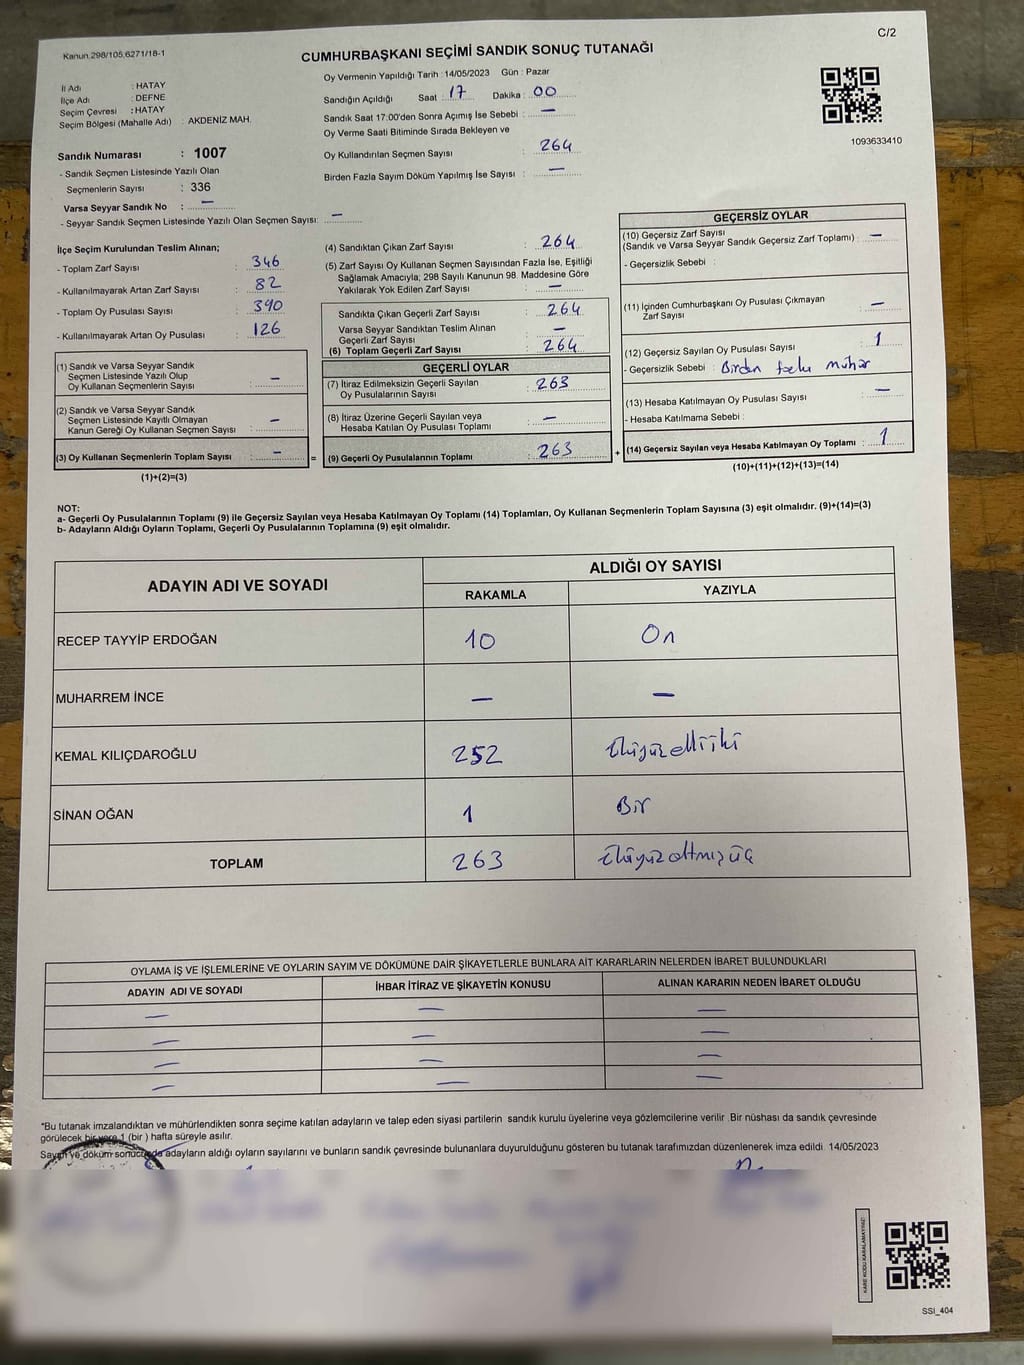 Kanun 298/105,6271/18-1
C/2
CUMHURBAŞKANI SEÇİMİ SANDIK SONUÇ TUTANAĞI
İl Adı : HATAY
İlçe Adı : DEFNE
Seçim Çevresi : HATAY
Seçim Bölgesi (Mahalle Adı) : AKDENİZ MAH.
Oy Vermenin Yapıldığı Tarih : 14/05/2023 Gün : Pazar
Sandığın Açıldığı Saat : 17 Dakika : 00
Sandık Saat 17:00'den Sonra Açımış İse Sebebi : —
Oy Verme Saati Bitiminde Sırada Bekleyen ve
Oy Kullandırılan Seçmen Sayısı : 264
Birden Fazla Sayım Döküm Yapılmış İse Sayısı : —
1093633410
Sandık Numarası : 1007
- Sandık Seçmen Listesinde Yazılı Olan
Seçmenlerin Sayısı : 336
Varsa Seyyar Sandık No : —
- Seyyar Sandık Seçmen Listesinde Yazılı Olan Seçmen Sayısı: —
İlçe Seçim Kurulundan Teslim Alınan;
- Toplam Zarf Sayısı : 346
- Kullanılmayarak Artan Zarf Sayısı : 82
- Toplam Oy Pusulası Sayısı : 390
- Kullanılmayarak Artan Oy Pusulası : 126
(1) Sandık ve Varsa Seyyar Sandık
Seçmen Listesinde Yazılı Olup
Oy Kullanan Seçmenlerin Sayısı : —
(2) Sandık ve Varsa Seyyar Sandık
Seçmen Listesinde Kayıtlı Olmayan
Kanun Gereği Oy Kullanan Seçmen Sayısı : —
(3) Oy Kullanan Seçmenlerin Toplam Sayısı : —
(1)+(2)=(3)
(4) Sandıktan Çıkan Zarf Sayısı : 264
(5) Zarf Sayısı Oy Kullanan Seçmen Sayısından Fazla İse, Eşitliği
Sağlamak Amacıyla; 298 Sayılı Kanunun 98. Maddesine Göre
Yakılarak Yok Edilen Zarf Sayısı : —
Sandıkta Çıkan Geçerli Zarf Sayısı : 264
Varsa Seyyar Sandıktan Teslim Alınan
Geçerli Zarf Sayısı : —
(6) Toplam Geçerli Zarf Sayısı : 264
GEÇERLİ OYLAR
(7) İtiraz Edilmeksizin Geçerli Sayılan
Oy Pusulasının Sayısı : 263
(8) İtiraz Üzerine Geçerli Sayılan veya
Hesaba Katılan Oy Pusulası Toplamı : —
= (9) Geçerli Oy Pusulalarının Toplamı : 263
GEÇERSİZ OYLAR
(10) Geçersiz Zarf Sayısı
(Sandık ve Varsa Seyyar Sandık Geçersiz Zarf Toplamı) : —
- Geçersizlik Sebebi :
(11) İçinden Cumhurbaşkanı Oy Pusulası Çıkmayan
Zarf Sayısı : —
(12) Geçersiz Sayılan Oy Pusulası Sayısı : 1
- Geçersizlik Sebebi : Birden fazla mühür
(13) Hesaba Katılmayan Oy Pusulası Sayısı : —
- Hesaba Katılmama Sebebi :
+ (14) Geçersiz Sayılan veya Hesaba Katılmayan Oy Toplamı : 1
(10)+(11)+(12)+(13)=(14)
NOT:
a- Geçerli Oy Pusulalarının Toplamı (9) ile Geçersiz Sayılan veya Hesaba Katılmayan Oy Toplamı (14) Toplamları, Oy Kullanan Seçmenlerin Toplam Sayısına (3) eşit olmalıdır. (9)+(14)=(3)
b- Adayların Aldığı Oyların Toplamı, Geçerli Oy Pusulalarının Toplamına (9) eşit olmalıdır.
ADAYIN ADI VE SOYADI ALDIĞI OY SAYISI
RAKAMLA YAZIYLA
RECEP TAYYİP ERDOĞAN 10 On
MUHARREM İNCE — —
KEMAL KILIÇDAROĞLU 252 İkiyüzelliiki
SİNAN OĞAN 1 Bir
TOPLAM 263 ikiyüzaltmışüç
OYLAMA İŞ VE İŞLEMLERİNE VE OYLARIN SAYIM VE DÖKÜMÜNE DAİR ŞİKAYETLERLE BUNLARA AİT KARARLARIN NELERDEN İBARET BULUNDUKLARI
ADAYIN ADI VE SOYADI İHBAR İTİRAZ VE ŞİKAYETİN KONUSU ALINAN KARARIN NEDEN İBARET OLDUĞU
— — —
— — —
— — —
— — —
*Bu tutanak imzalandıktan ve mühürlendikten sonra seçime katılan adayların ve talep eden siyasi partilerin sandık kurulu üyelerine veya gözlemcilerine verilir. Bir nüshası da sandık çevresinde
görülecek bir yere 1 (bir ) hafta süreyle asılır.
Sayım ve döküm sonucunda adayların aldığı oyların sayılarını ve bunların sandık çevresinde bulunanlara duyurulduğunu gösteren bu tutanak tarafımızdan düzenlenerek imza edildi 14/05/2023
KARE KODU KARALAMAYINIZ!
SSI_404